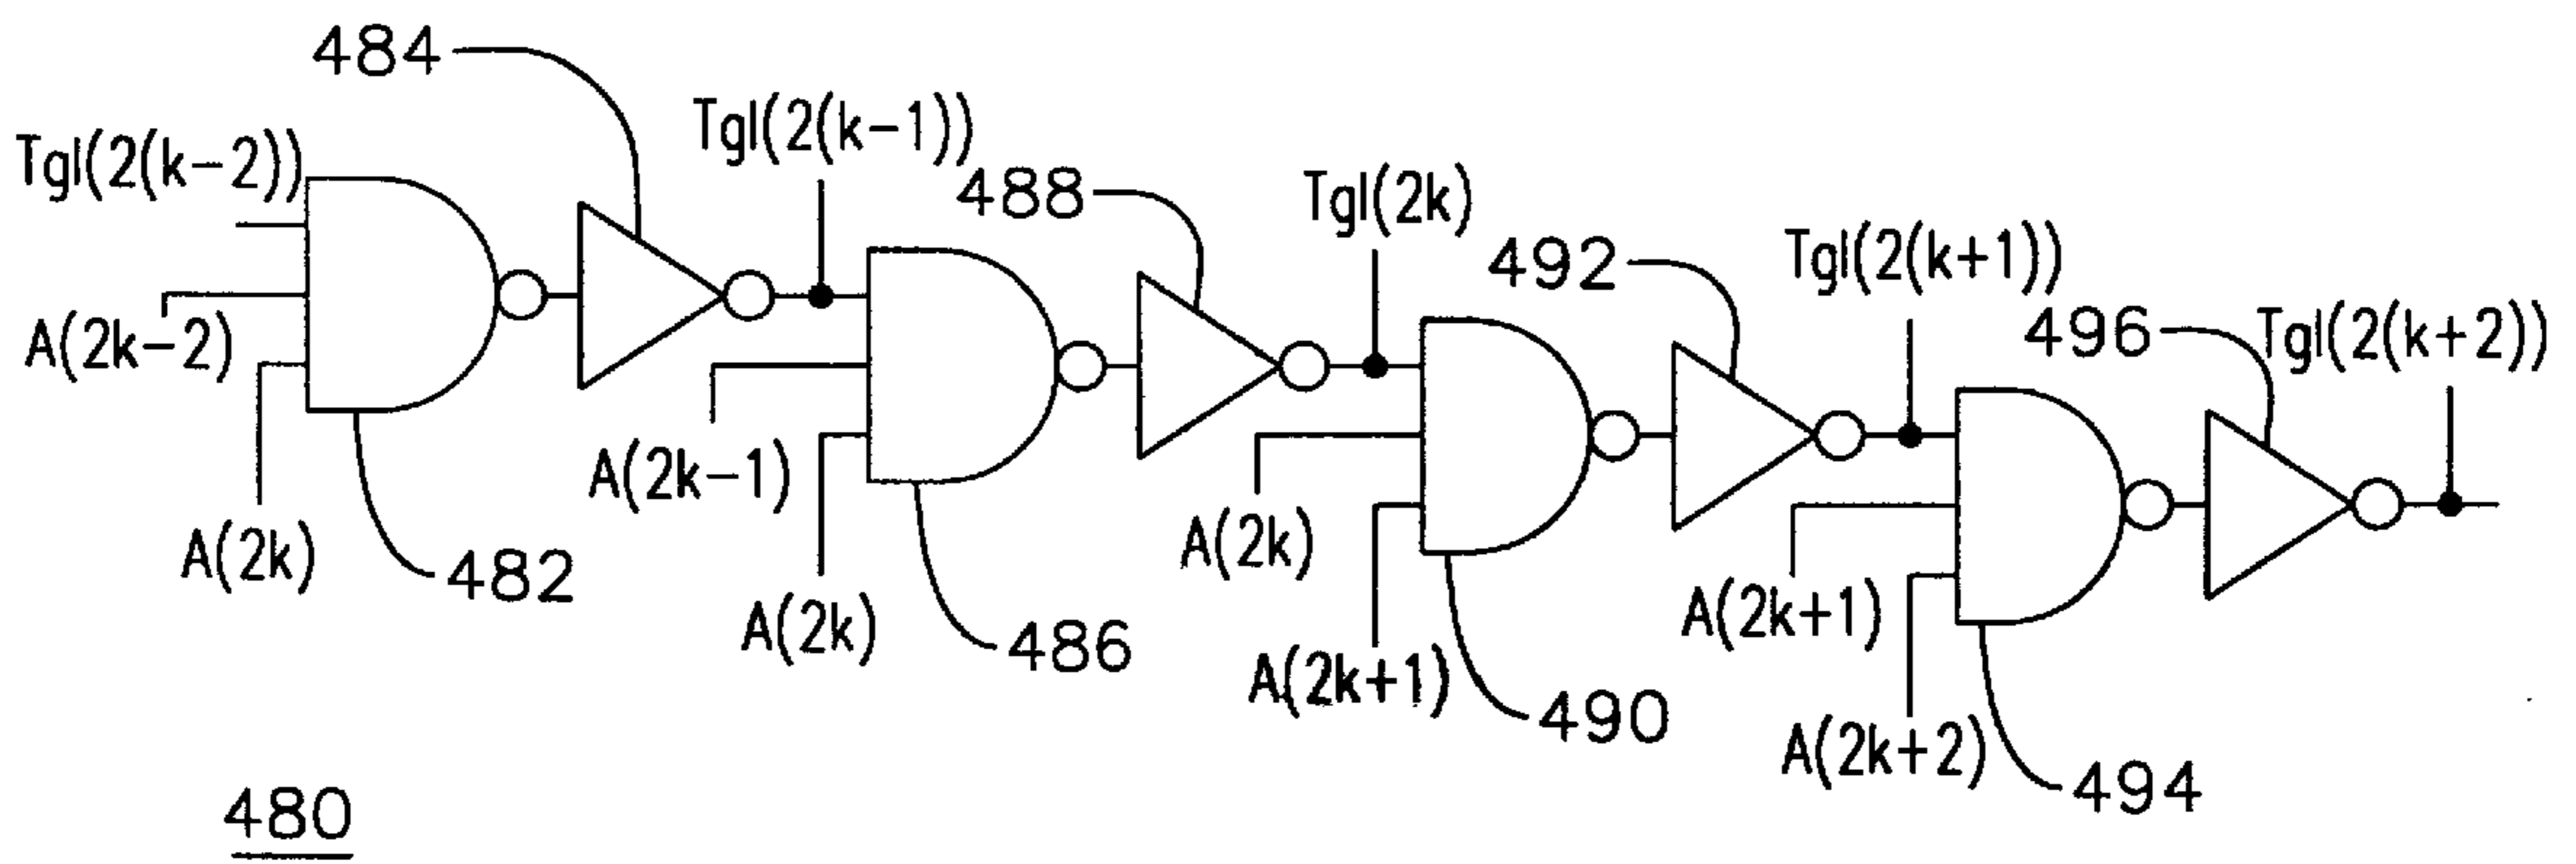 484
Tgl(2(k-1))
Tgl(2(k-2))
488
Tgl(2k)
492
Tgl(2(k+1))
496
Tgl(2(k+2))
A(2k-2)
A(2k-1)
A(2k)
A(2k)
482
A(2k)
486
A(2k+1)
A(2k+1)
490
A(2k+2)
494
480